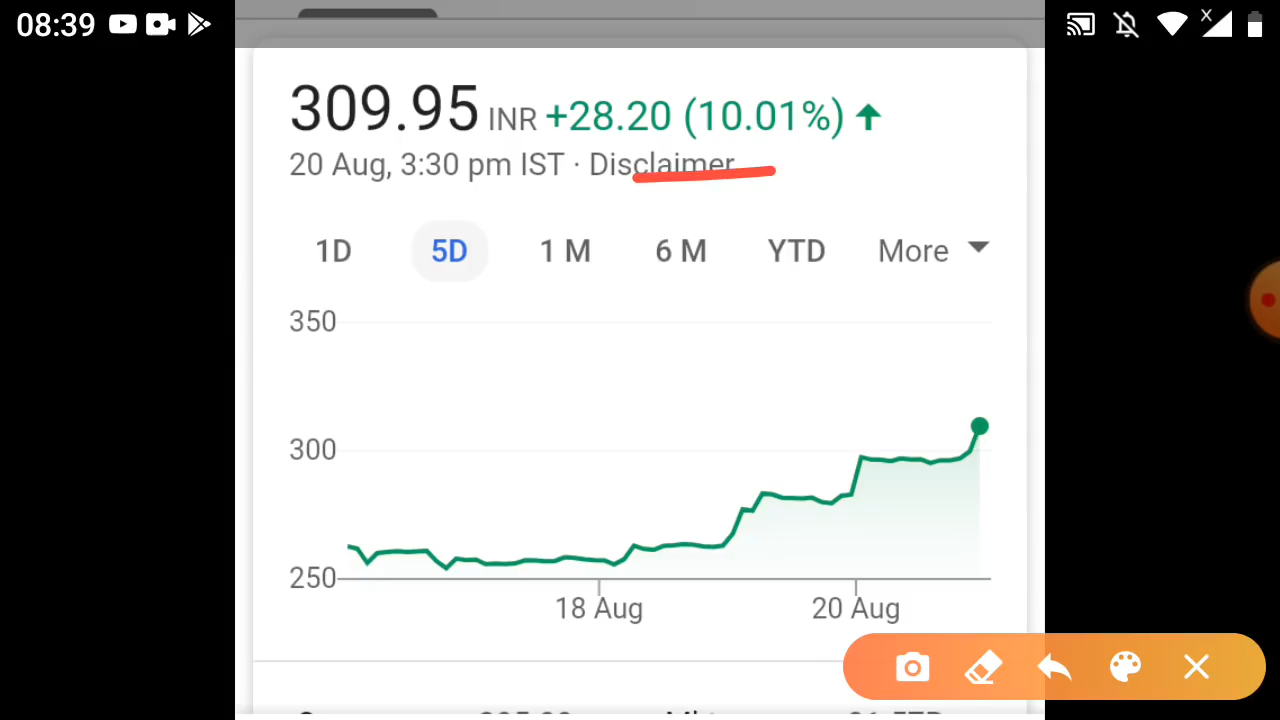 08:39
X
309.95 INR +28.20 (10.01%)
20 Aug, 3:30 pm IST · Disclaimer
1D 5D 1 M 6 M YTD More
350
300
250
18 Aug 20 Aug